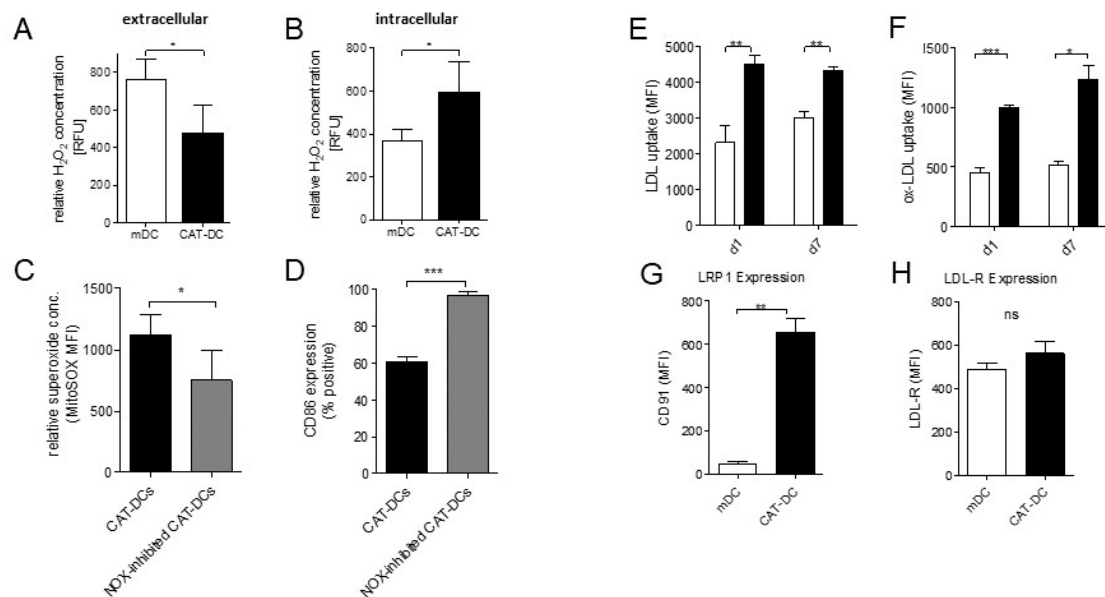 extracellular
intracellular
A
*
relative H2O2 concentration
[RFU]
800
600
400
200
0
mDC
CAT-DC
B
*
relative H2O2 concentration
[RFU]
800
600
400
200
0
mDC
CAT-DC
E
**
**
LDL uptake (MFI)
5000
4000
3000
2000
1000
0
d1
d7
F
***
*
ox-LDL uptake (MFI)
1500
1000
500
0
d1
d7
C
*
relative superoxide conc.
(MitoSOX MFI)
1500
1000
500
0
CAT-DCs
NOX-inhibited CAT-DCs
D
***
CD86 expression
(% positive)
100
80
60
40
20
0
CAT-DCs
NOX-inhibited CAT-DCs
G
LRP1 Expression
**
CD91 (MFI)
800
600
400
200
0
mDC
CAT-DC
H
LDL-R Expression
ns
LDL-R (MFI)
800
600
400
200
0
mDC
CAT-DC